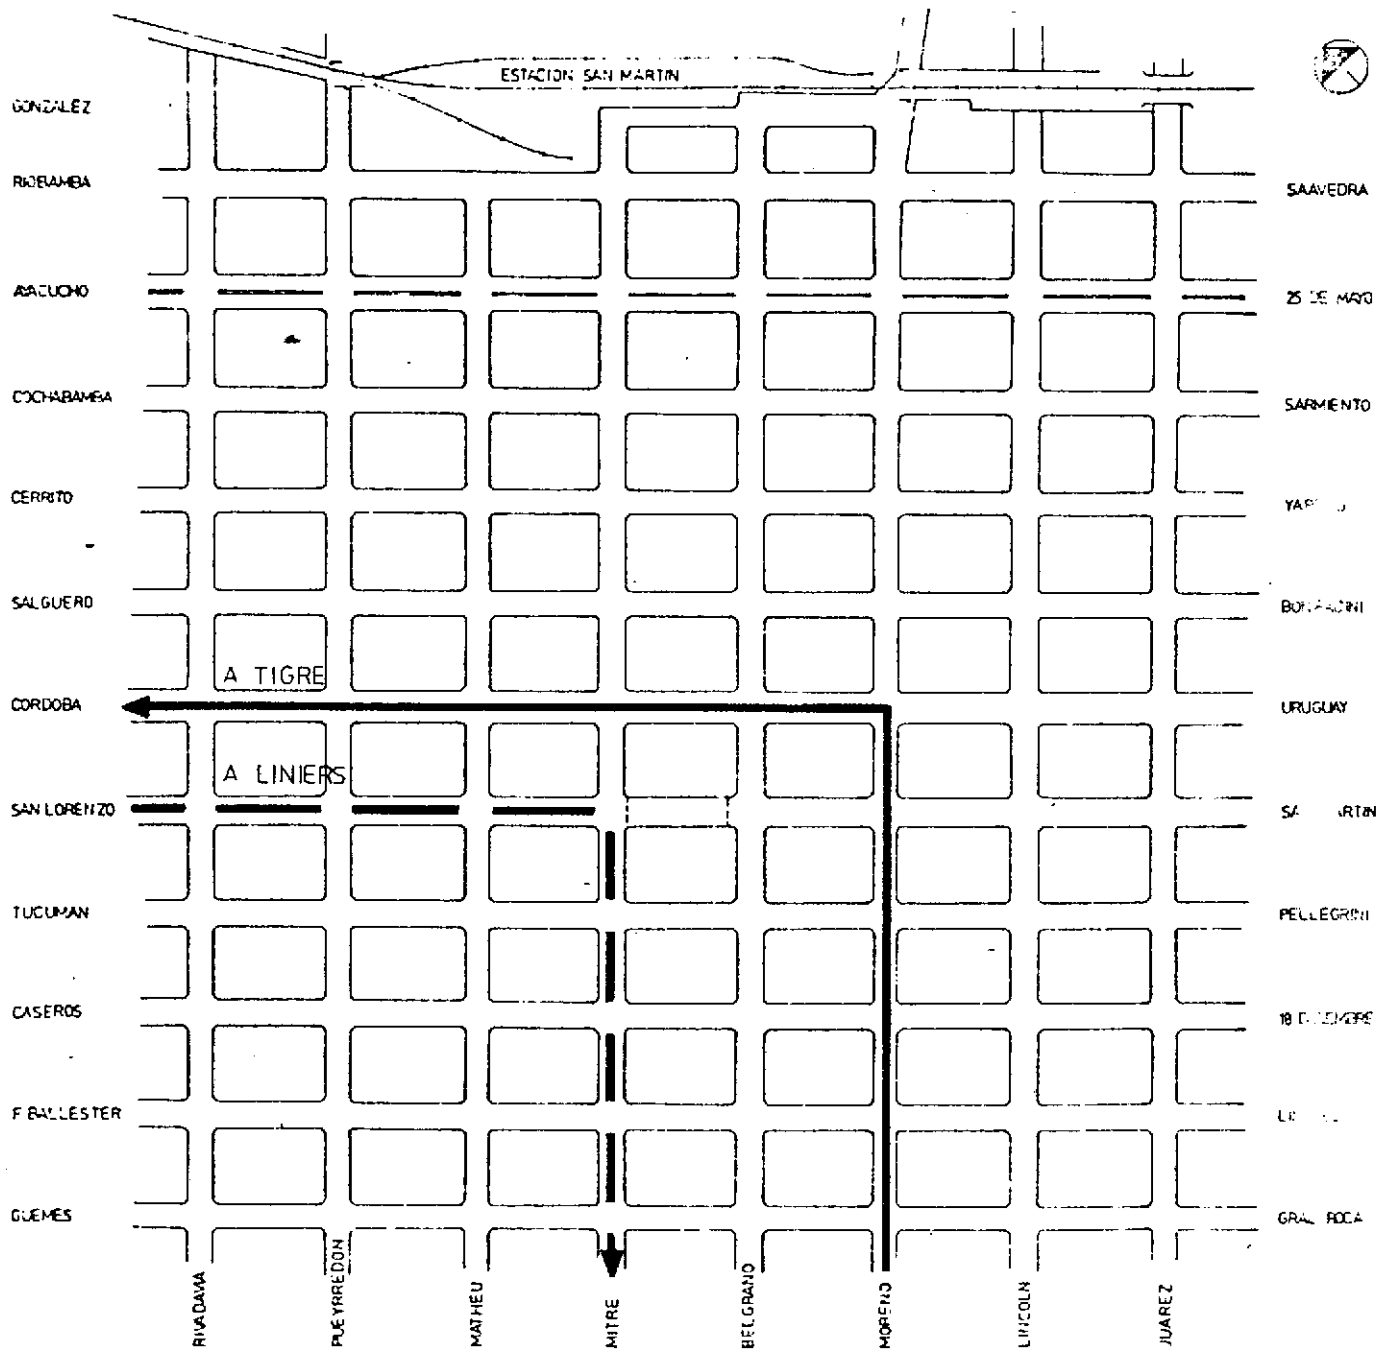 ESTACION SAN MARTIN
GONZALEZ
RIOBAMBA
SAAVEDRA
AYACUCHO
25 DE MAYO
COCHABAMBA
SARMIENTO
CERRITO
SALGUERO
A TIGRE
CORDOBA
URUGUAY
A LINIERS
SAN LORENZO
TUCUMAN
PELLEGRINI
CASEROS
18
F BALLESTER
GUEMES
GRAL ROCA
RIVADAVIA
PUEYRREDON
MATHEU
MITRE
BELGRANO
MORENO
LINCOLN
JUAREZ